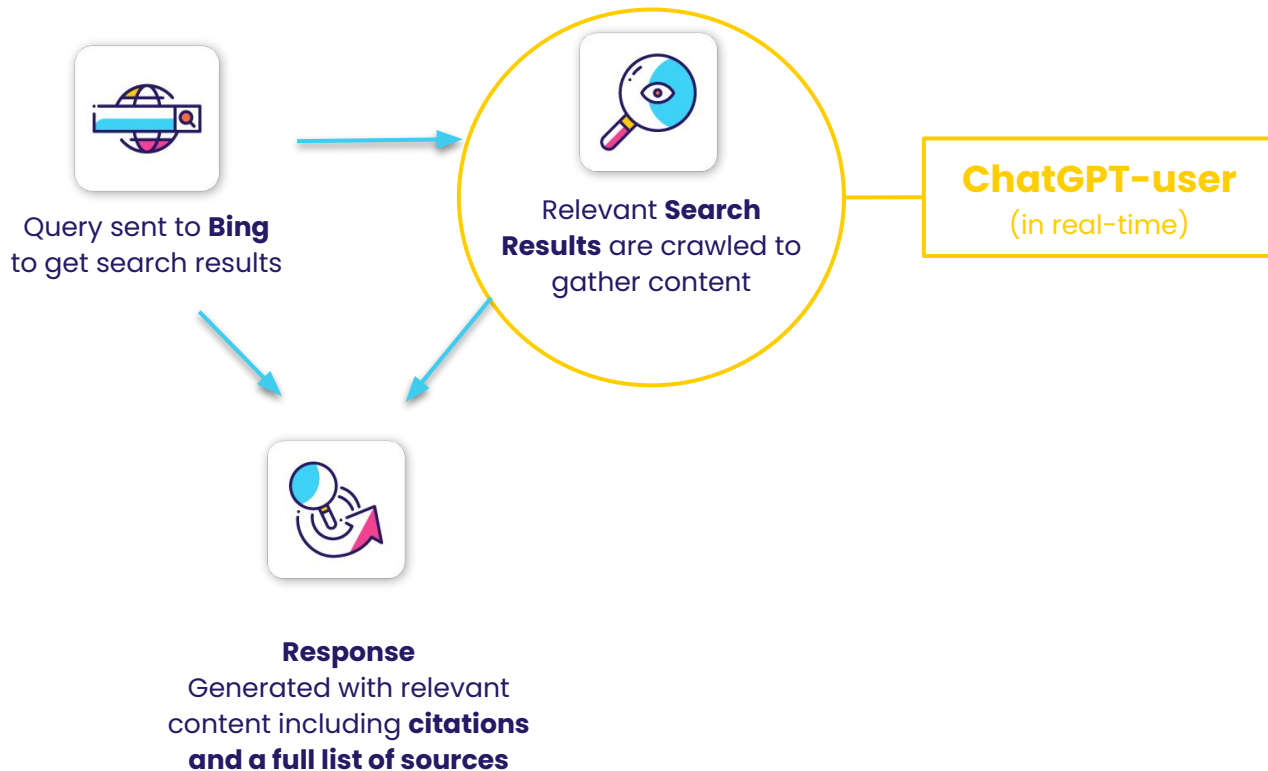 Query sent to Bing
to get search results
Relevant Search
Results are crawled to
gather content
ChatGPT-user
(in real-time)
Response
Generated with relevant
content including citations
and a full list of sources